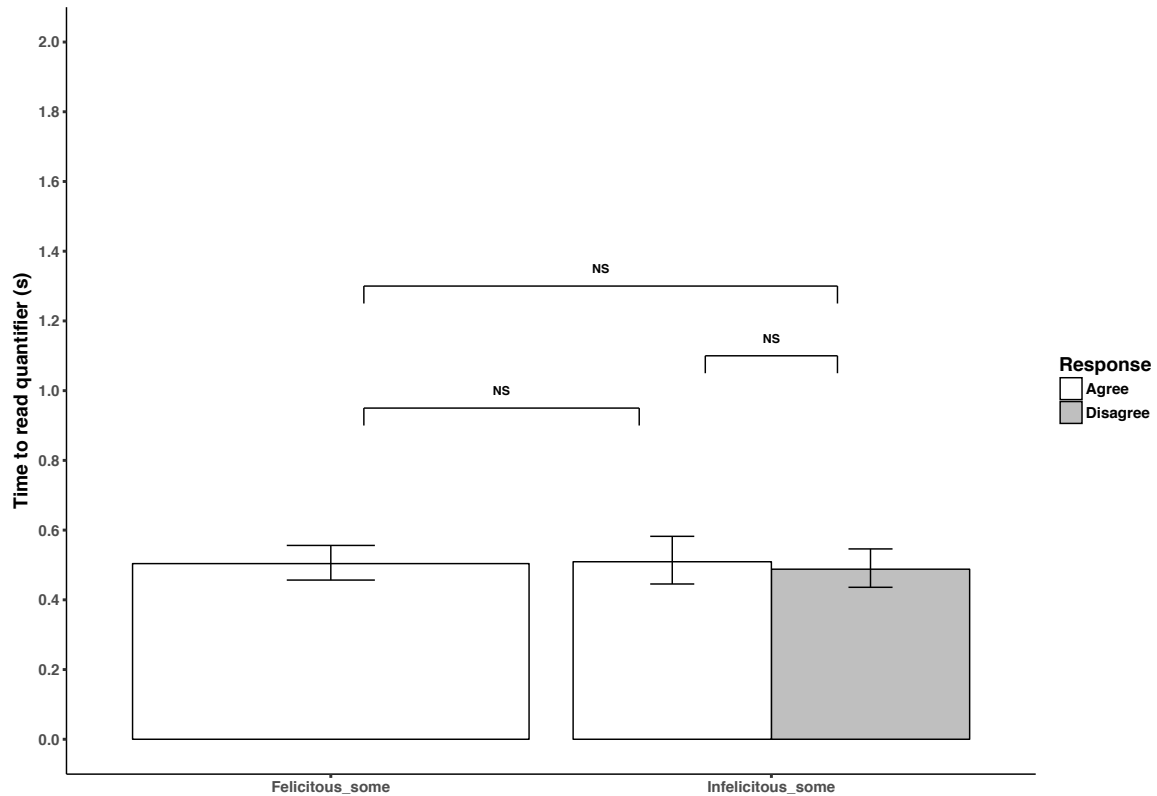 2.0
1.8
1.6
1.4
1.2
1.0
0.8
0.6
0.4
0.2
0.0
Time to read quantifier (s)
NS
NS
NS
Felicitous_some
Infelicitous_some
Response
Agree
Disagree